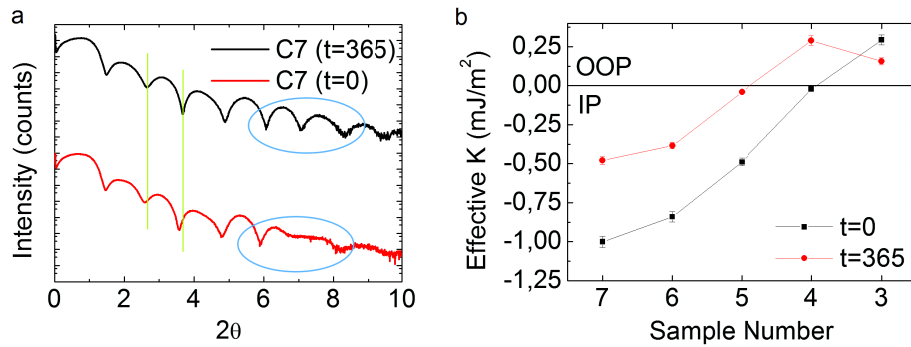 a
C7 (t=365)
C7 (t=0)
Intensity (counts)
0 2 4 6 8 10
2θ
b
0,25
0,00
-0,25
-0,50
-0,75
-1,00
-1,25
Effective K (mJ/m²)
OOP
IP
t=0
t=365
7 6 5 4 3
Sample Number